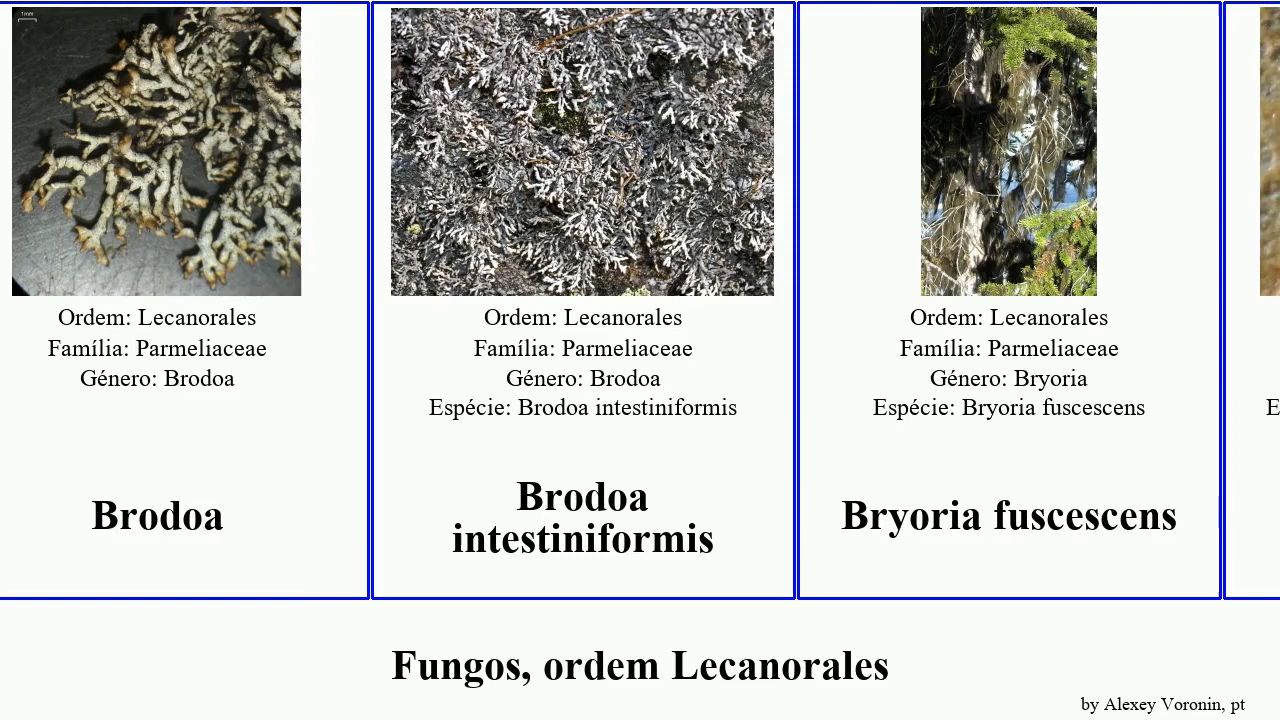 1mm
Ordem: Lecanorales
Família: Parmeliaceae
Género: Brodoa
Brodoa
Ordem: Lecanorales
Família: Parmeliaceae
Género: Brodoa
Espécie: Brodoa intestiniformis
Brodoa
intestiniformis
Ordem: Lecanorales
Família: Parmeliaceae
Género: Bryoria
Espécie: Bryoria fuscescens
Bryoria fuscescens
E
Fungos, ordem Lecanorales
by Alexey Voronin, pt